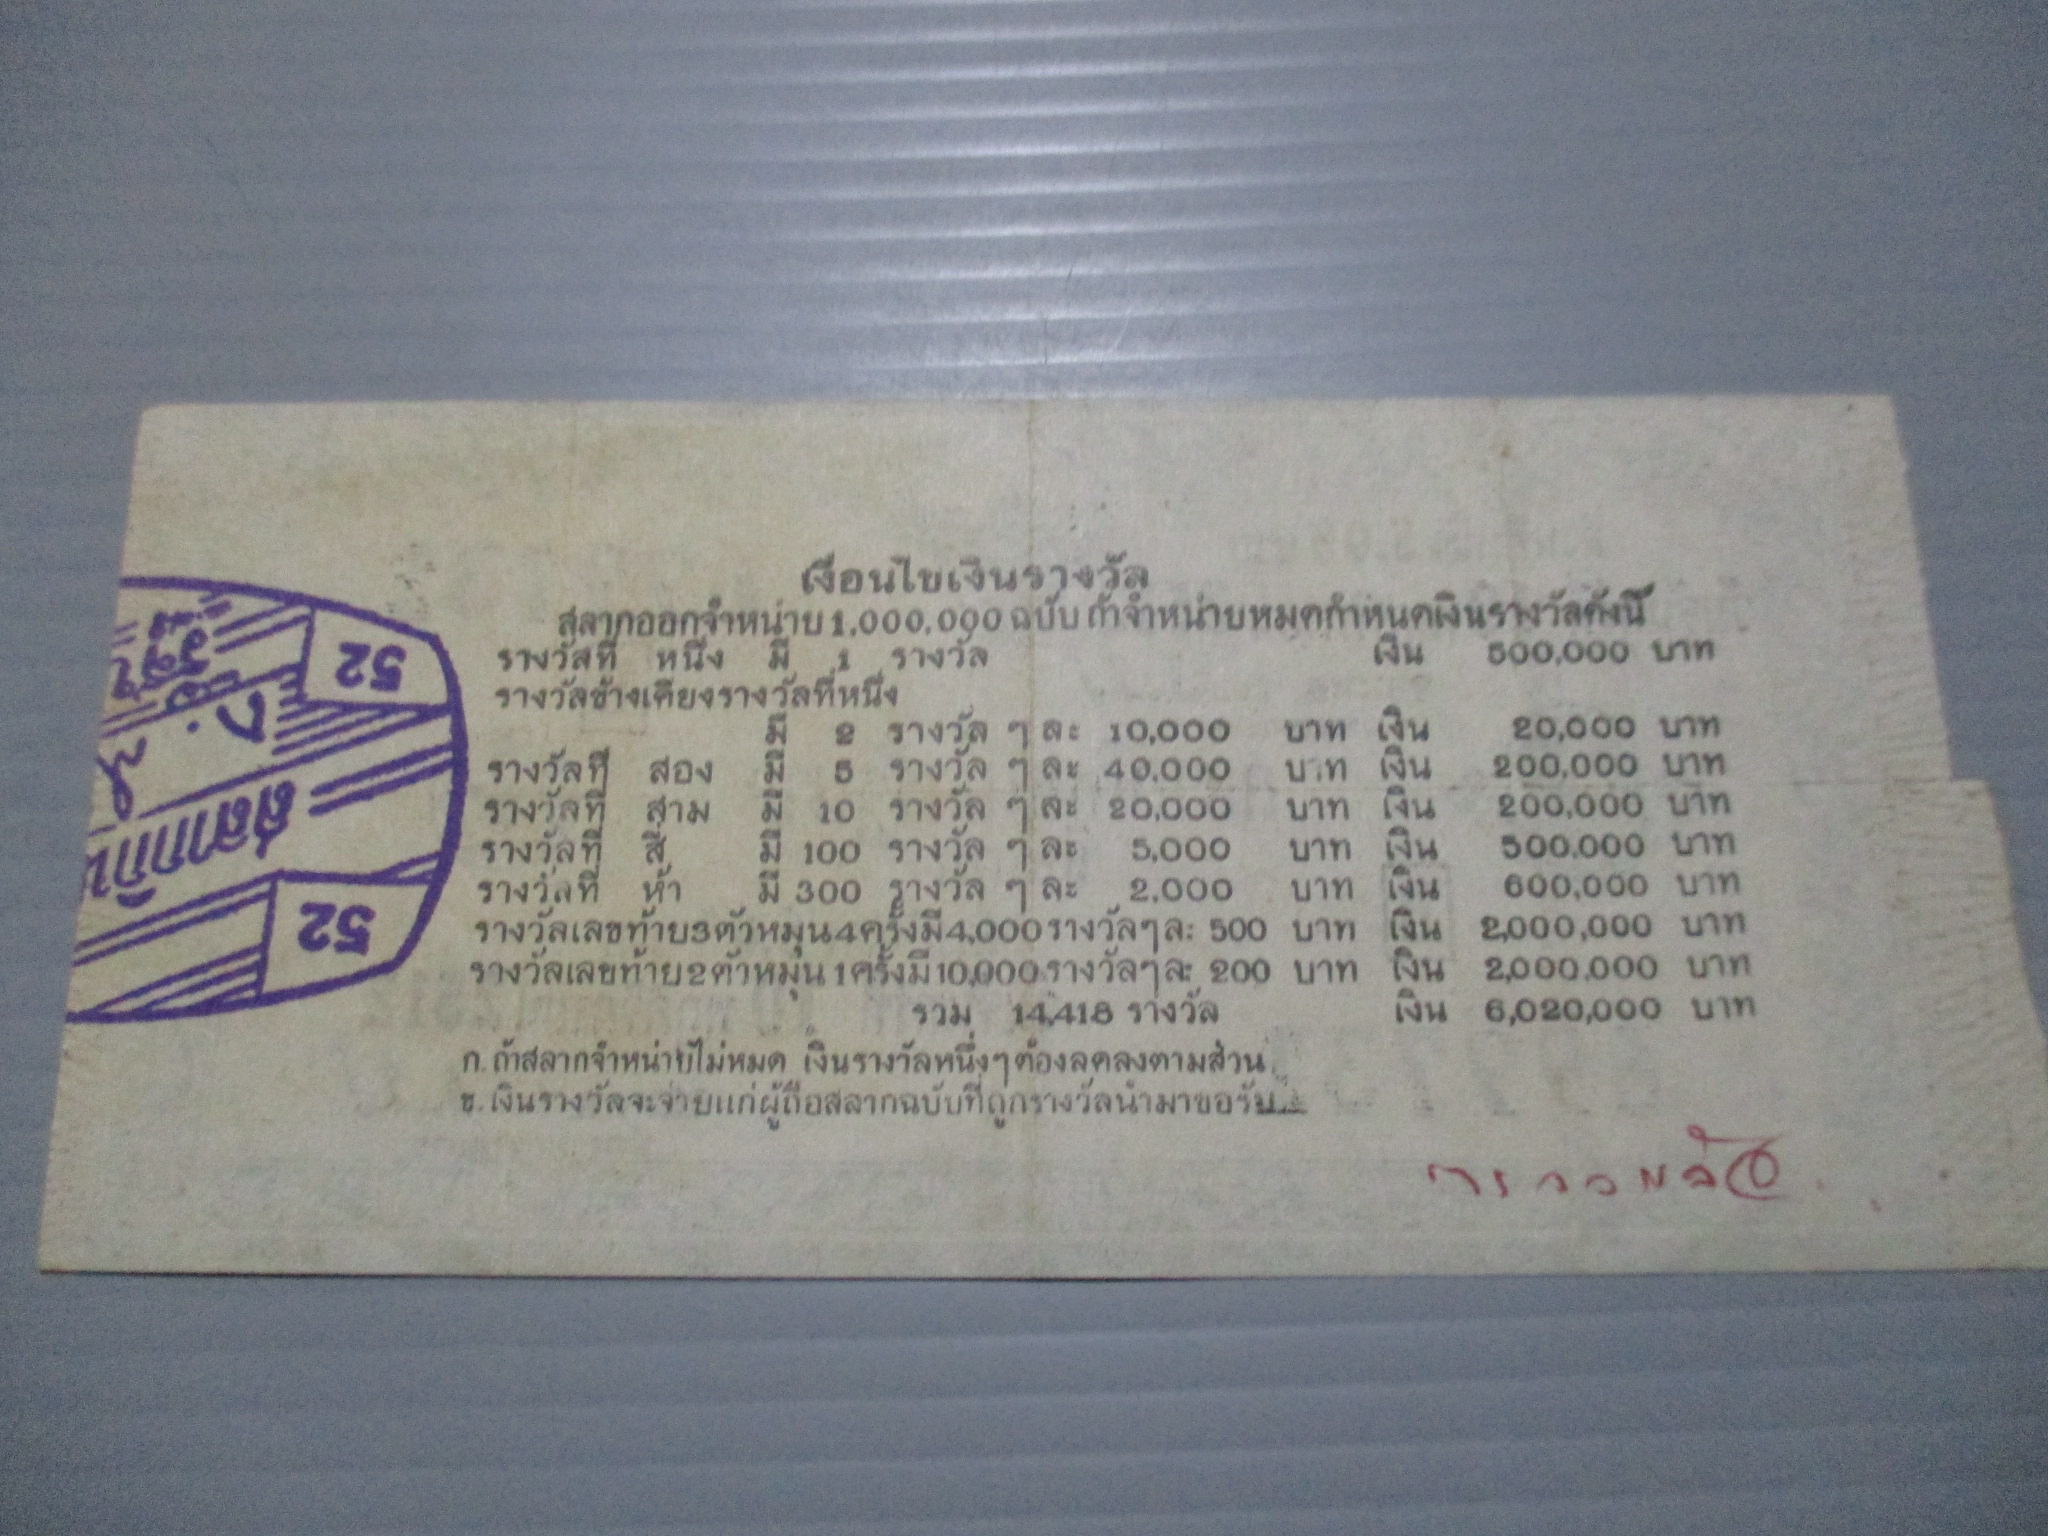 เงื่อนไขเงินรางวัล
สลากออกจำหน่าย 1,000,000 ฉบับ ถ้าจำหน่ายหมดกำหนดเงินรางวัลดังนี้
รางวัลที่ หนึ่ง มี 1 รางวัล เงิน 500,000 บาท
รางวัลข้างเคียงรางวัลที่หนึ่ง
มี 2 รางวัล ๆ ละ 10,000 บาท เงิน 20,000 บาท
รางวัลที่ สอง มี 5 รางวัล ๆ ละ 40,000 บาท เงิน 200,000 บาท
รางวัลที่ สาม มี 10 รางวัล ๆ ละ 20,000 บาท เงิน 200,000 บาท
รางวัลที่ สี่ มี 100 รางวัล ๆ ละ 5,000 บาท เงิน 500,000 บาท
รางวัลที่ ห้า มี 300 รางวัล ๆ ละ 2,000 บาท เงิน 600,000 บาท
รางวัลเลขท้าย 3 ตัวหมุน 4 ครั้งมี 4,000 รางวัลๆ ละ 500 บาท เงิน 2,000,000 บาท
รางวัลเลขท้าย 2 ตัวหมุน 1 ครั้งมี 10,000 รางวัลๆ ละ 200 บาท เงิน 2,000,000 บาท
รวม 14,418 รางวัล เงิน 6,020,000 บาท
ก. ถ้าสลากจำหน่ายไม่หมด เงินรางวัลหนึ่งๆ ต้องลดลงตามส่วน
ข. เงินรางวัลจะจ่ายแก่ผู้ถือสลากฉบับที่ถูกรางวัลนำมาขอรับ
52
สลากกิน
52